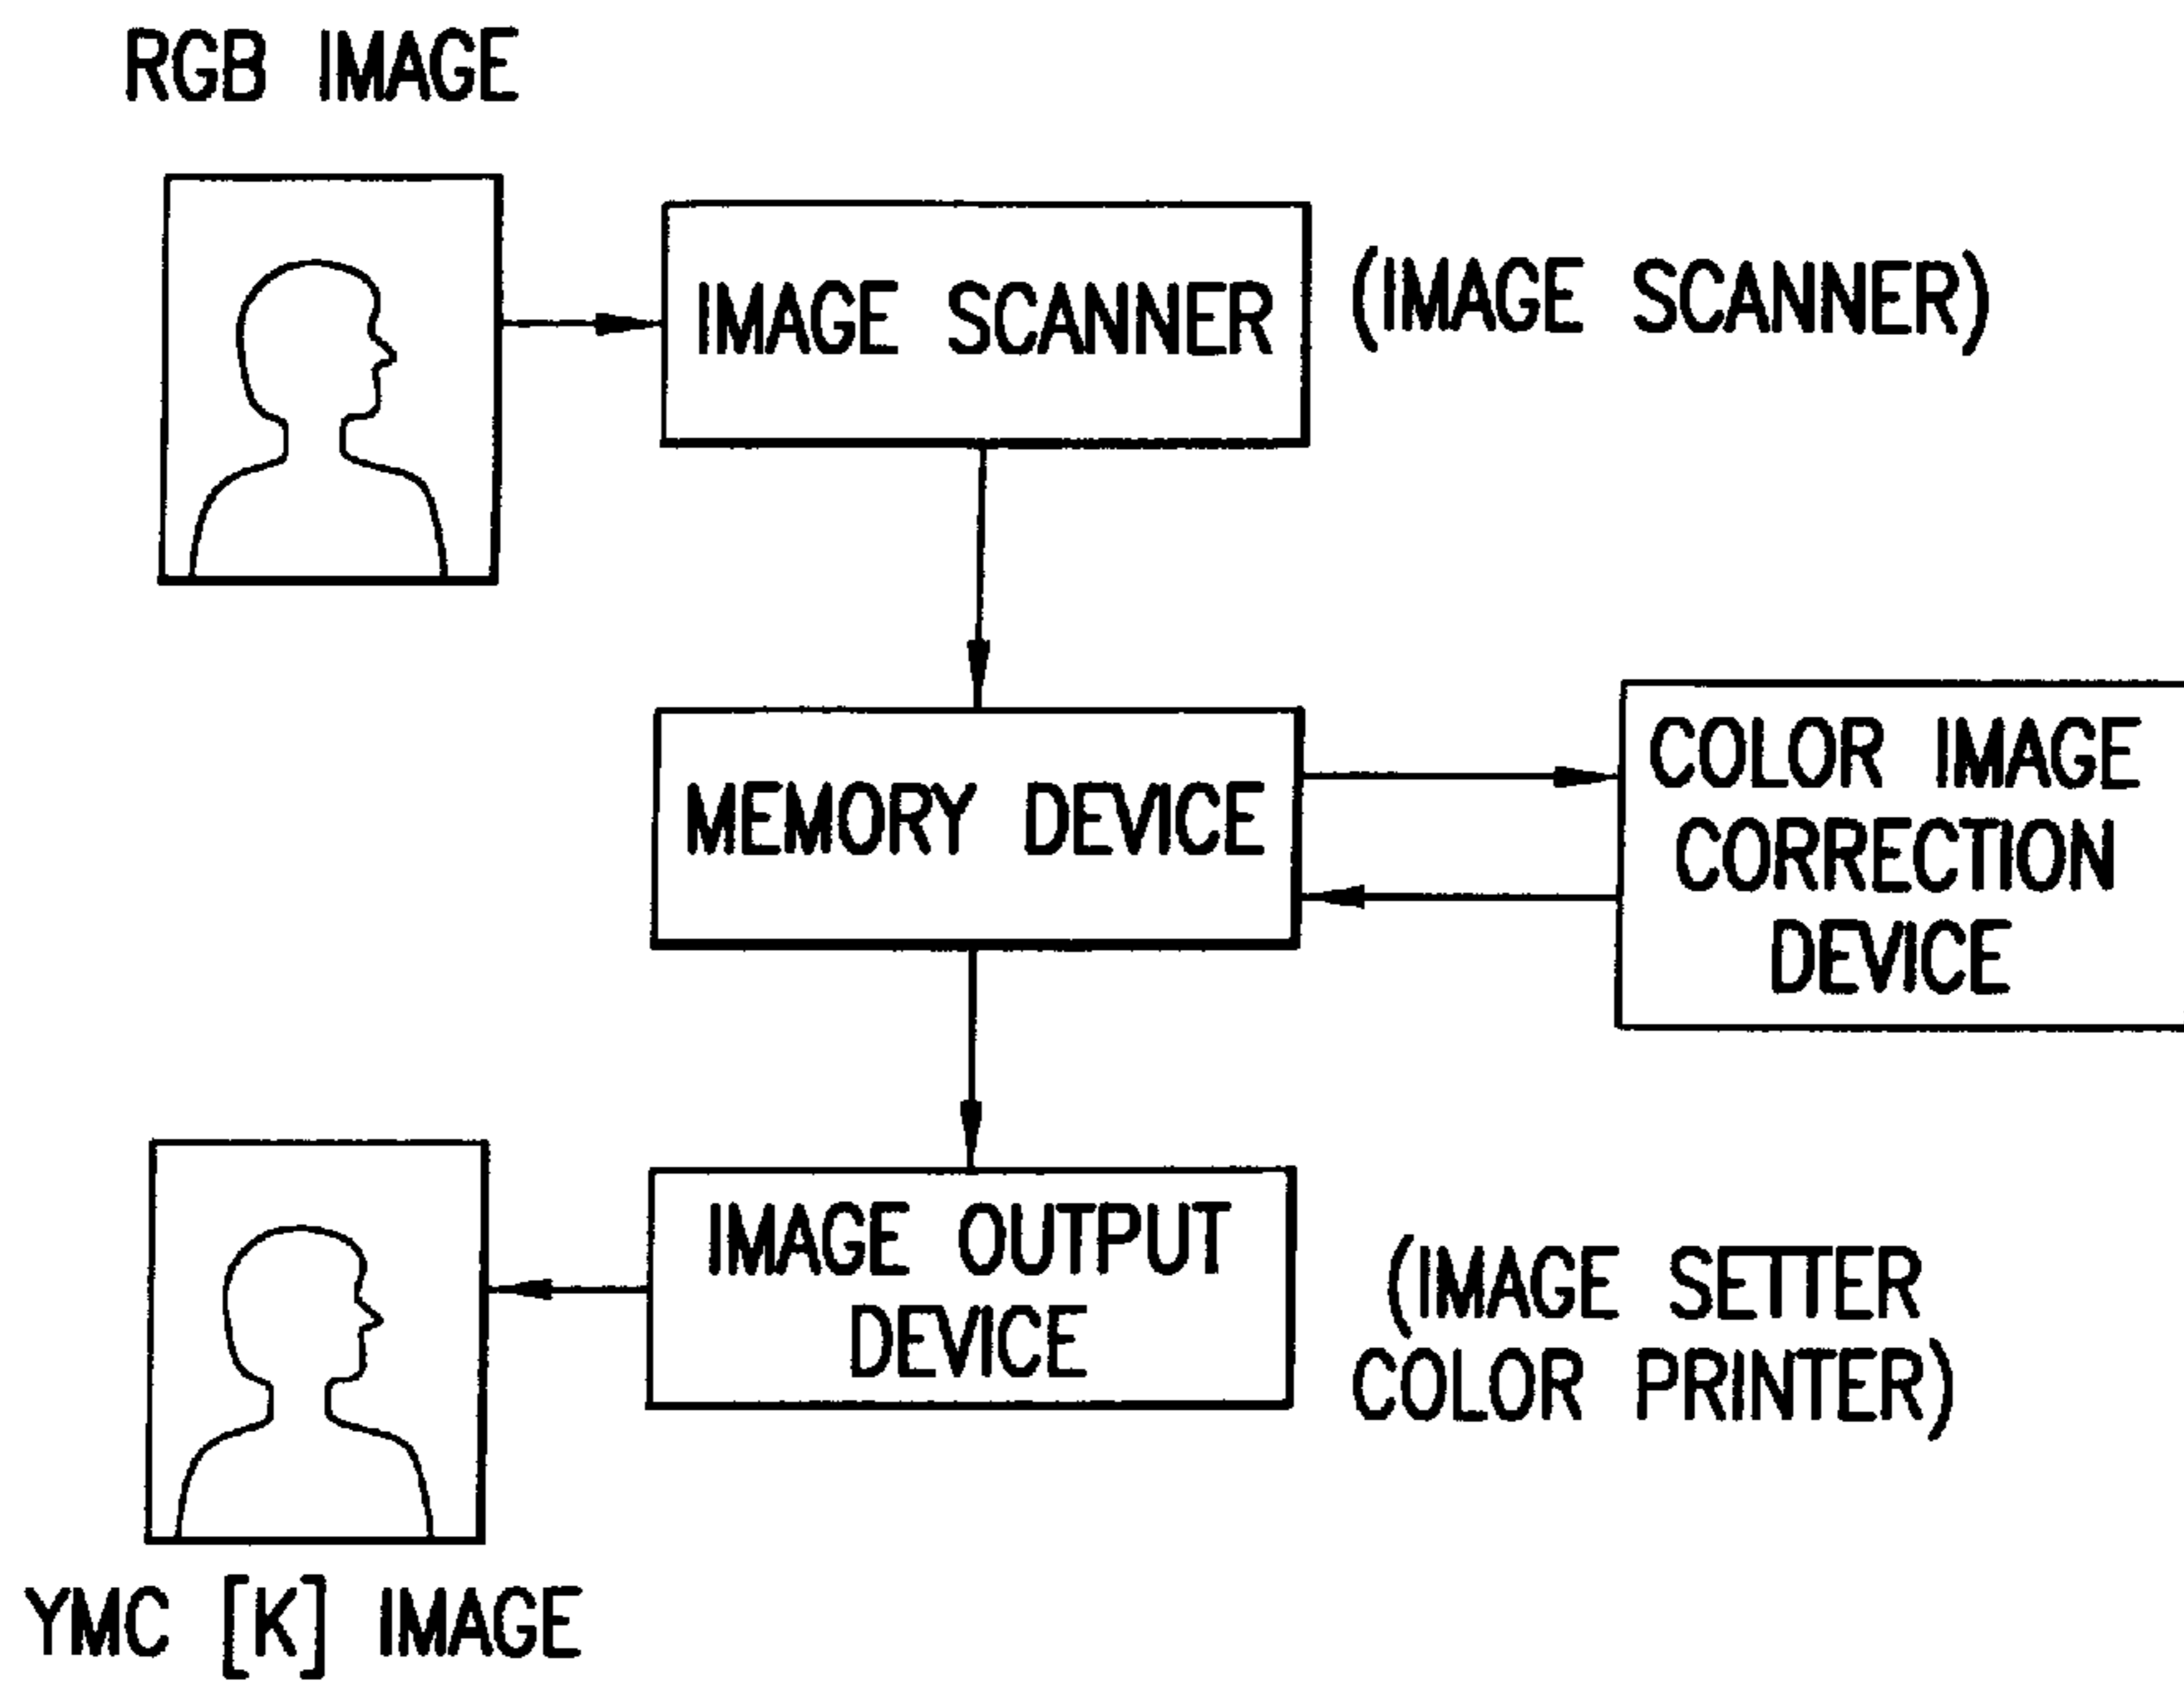 RGB IMAGE
IMAGE SCANNER
(IMAGE SCANNER)
MEMORY DEVICE
COLOR IMAGE
CORRECTION
DEVICE
IMAGE OUTPUT
DEVICE
(IMAGE SETTER
COLOR PRINTER)
YMC [K] IMAGE